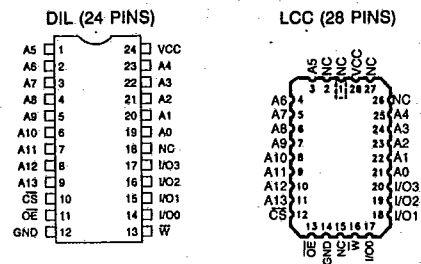 DIL (24 PINS)
A5 1 24 VCC
A6 2 23 A4
A7 3 22 A3
A8 4 21 A2
A9 5 20 A1
A10 6 19 A0
A11 7 18 NC
A12 8 17 I/O3
A13 9 16 I/O2
CS 10 15 I/O1
OE 11 14 I/O0
GND 12 13 W
LCC (28 PINS)
A5 NC NC VCC NC
3 2 1 28 27
A6 4 26 NC
A7 5 25 A4
A8 6 24 A3
A9 7 23 A2
A10 8 22 A1
A11 9 21 A0
A12 10 20 I/O3
A13 11 19 I/O2
CS 12 18 I/O1
13 14 15 16 17
OE GND NC W I/O0